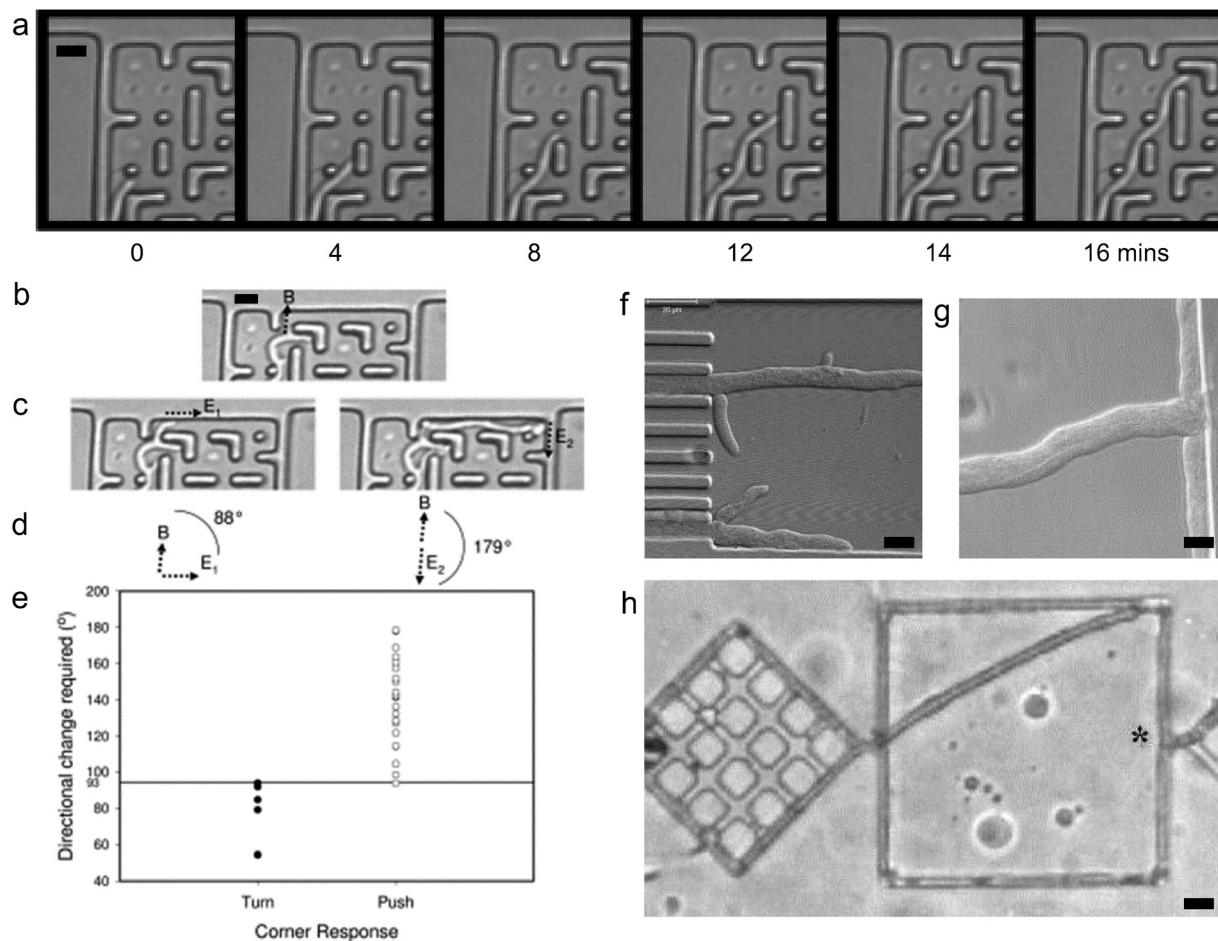 a
0 4 8 12 14 16 mins
b
B
c
E1
E2
d
B
88°
E1
B
179°
E2
e
Directional change required (°)
200
180
160
140
120
100
93
80
60
40
Turn Push
Corner Response
f
20 µm
g
h
*